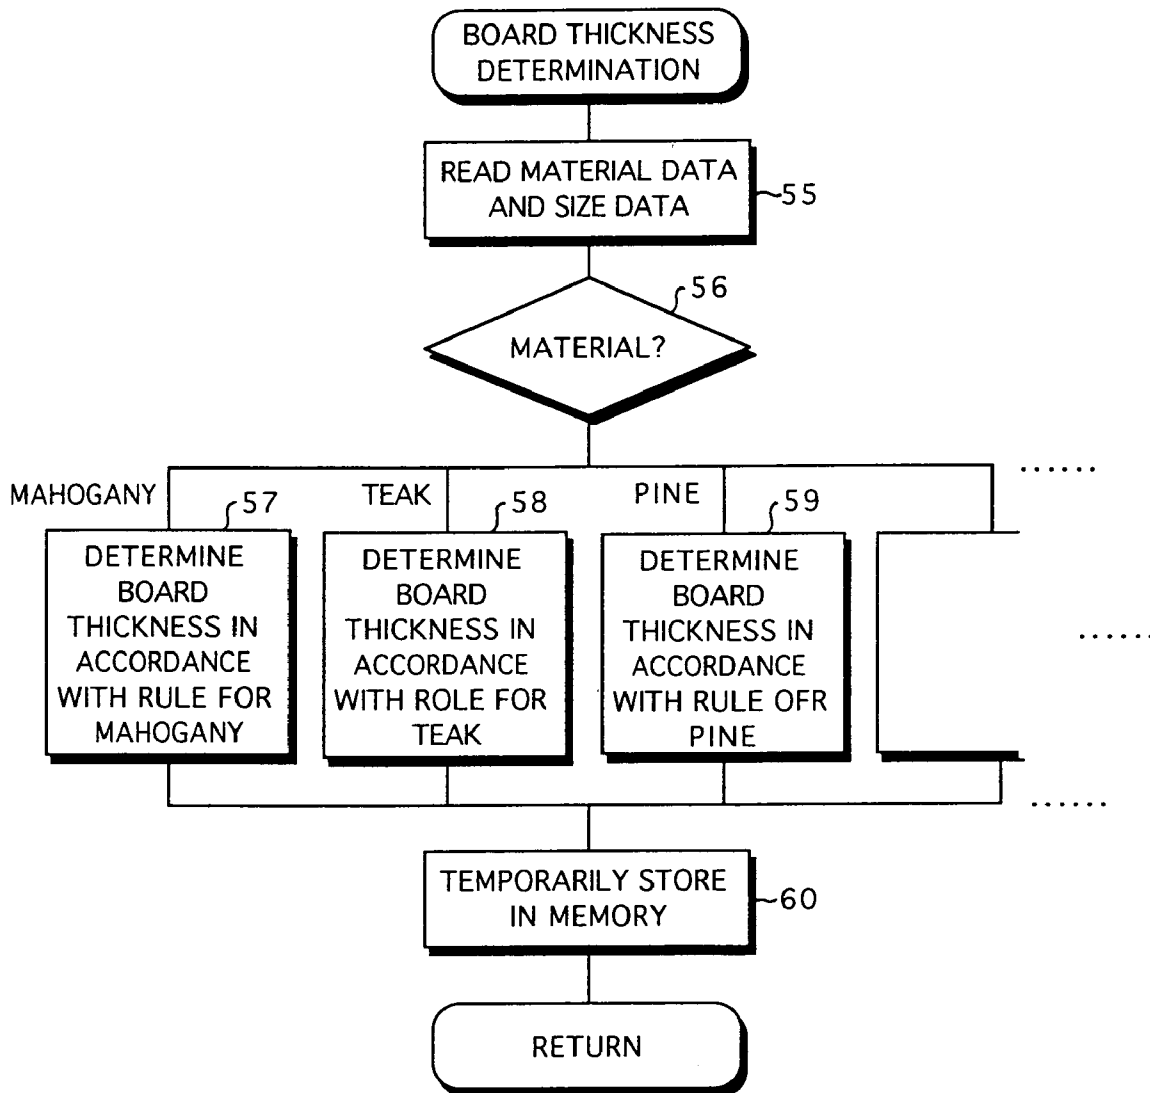 BOARD THICKNESS
DETERMINATION
READ MATERIAL DATA
AND SIZE DATA
55
56
MATERIAL?
MAHOGANY
TEAK
PINE
57
58
59
DETERMINE
BOARD
THICKNESS IN
ACCORDANCE
WITH RULE FOR
MAHOGANY
DETERMINE
BOARD
THICKNESS IN
ACCORDANCE
WITH ROLE FOR
TEAK
DETERMINE
BOARD
THICKNESS IN
ACCORDANCE
WITH RULE OFR
PINE
TEMPORARILY STORE
IN MEMORY
60
RETURN